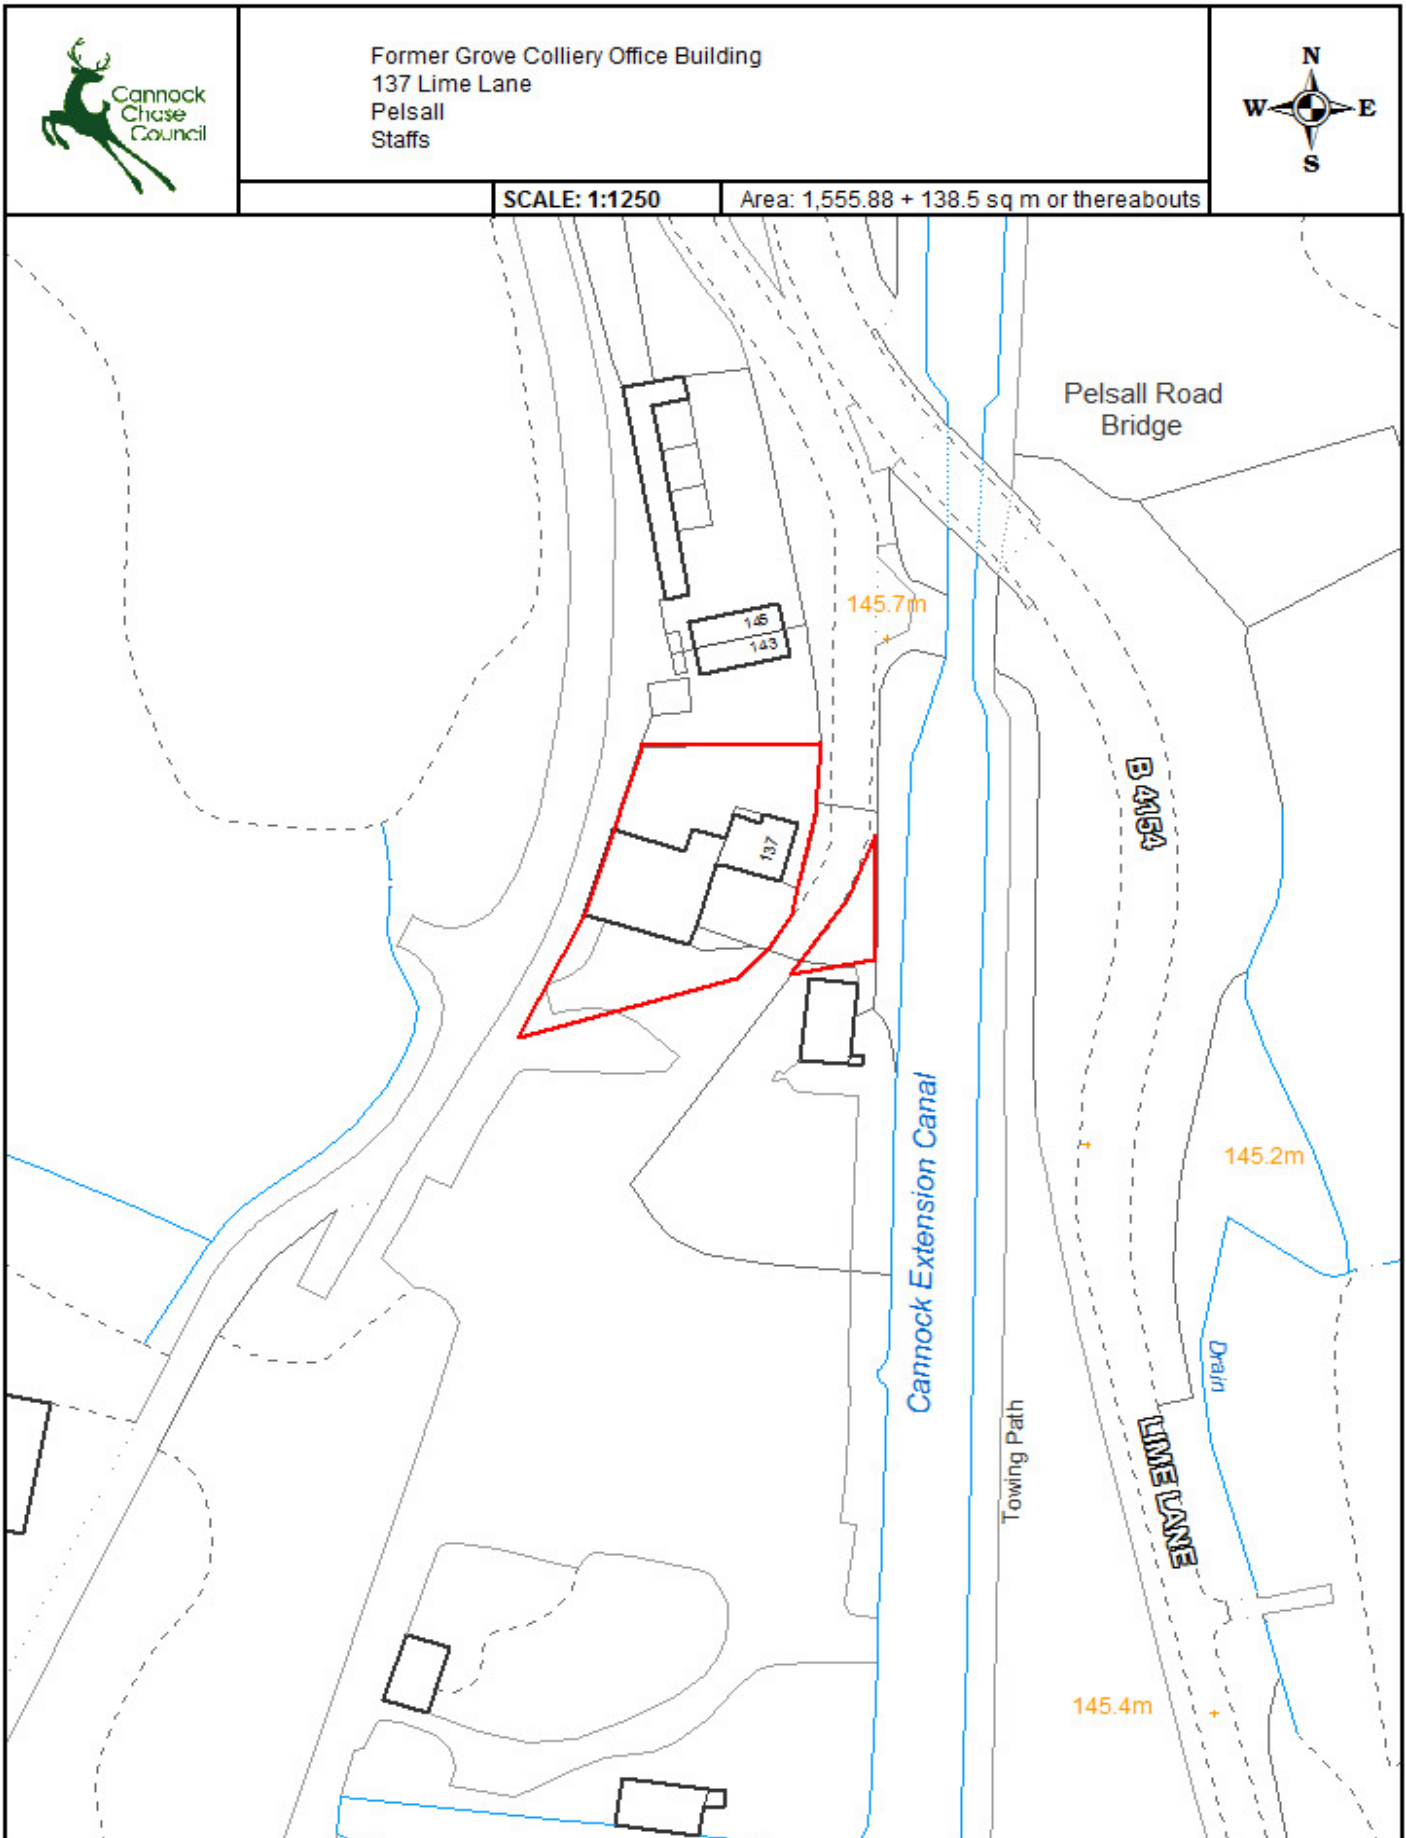 Cannock
Chase
Council
Former Grove Colliery Office Building
137 Lime Lane
Pelsall
Staffs
N
W E
S
SCALE: 1:1250
Area: 1,555.88 + 138.5 sq m or thereabouts
Pelsall Road
Bridge
145.7m
145
143
B 4154
137
Cannock Extension Canal
145.2m
Drain
Towing Path
LIME LANE
145.4m